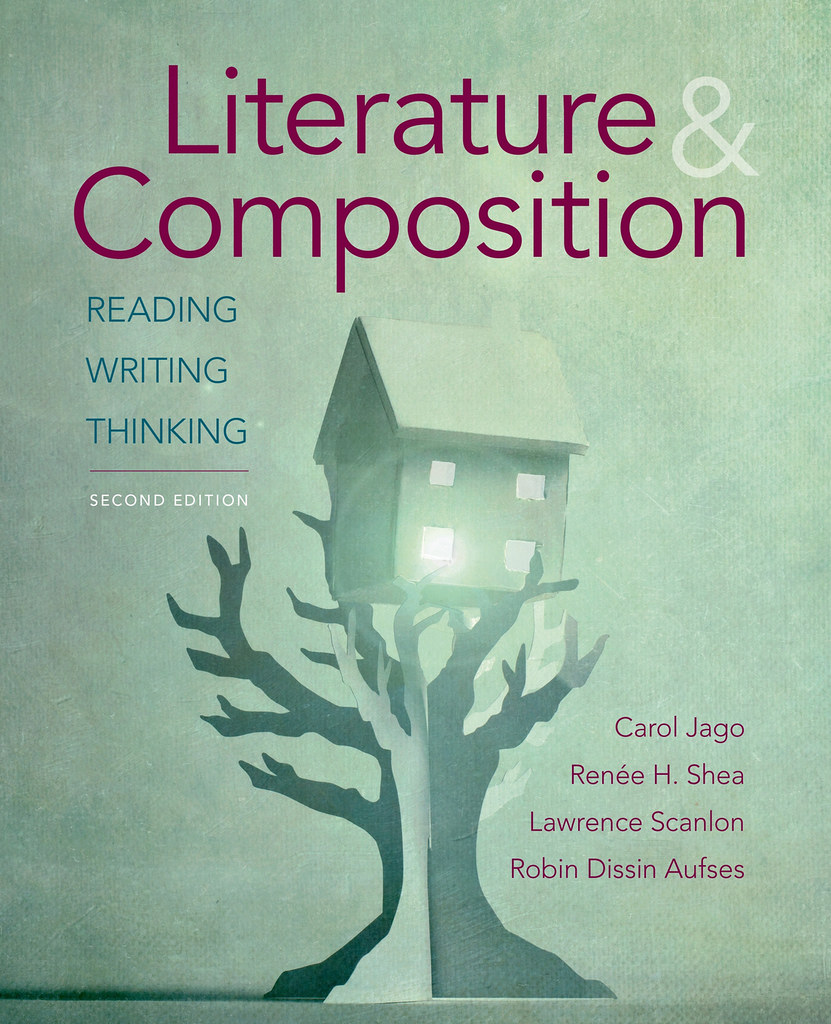 Literature &
Composition
READING
WRITING
THINKING
SECOND EDITION
Carol Jago
Renée H. Shea
Lawrence Scanlon
Robin Dissin Aufses